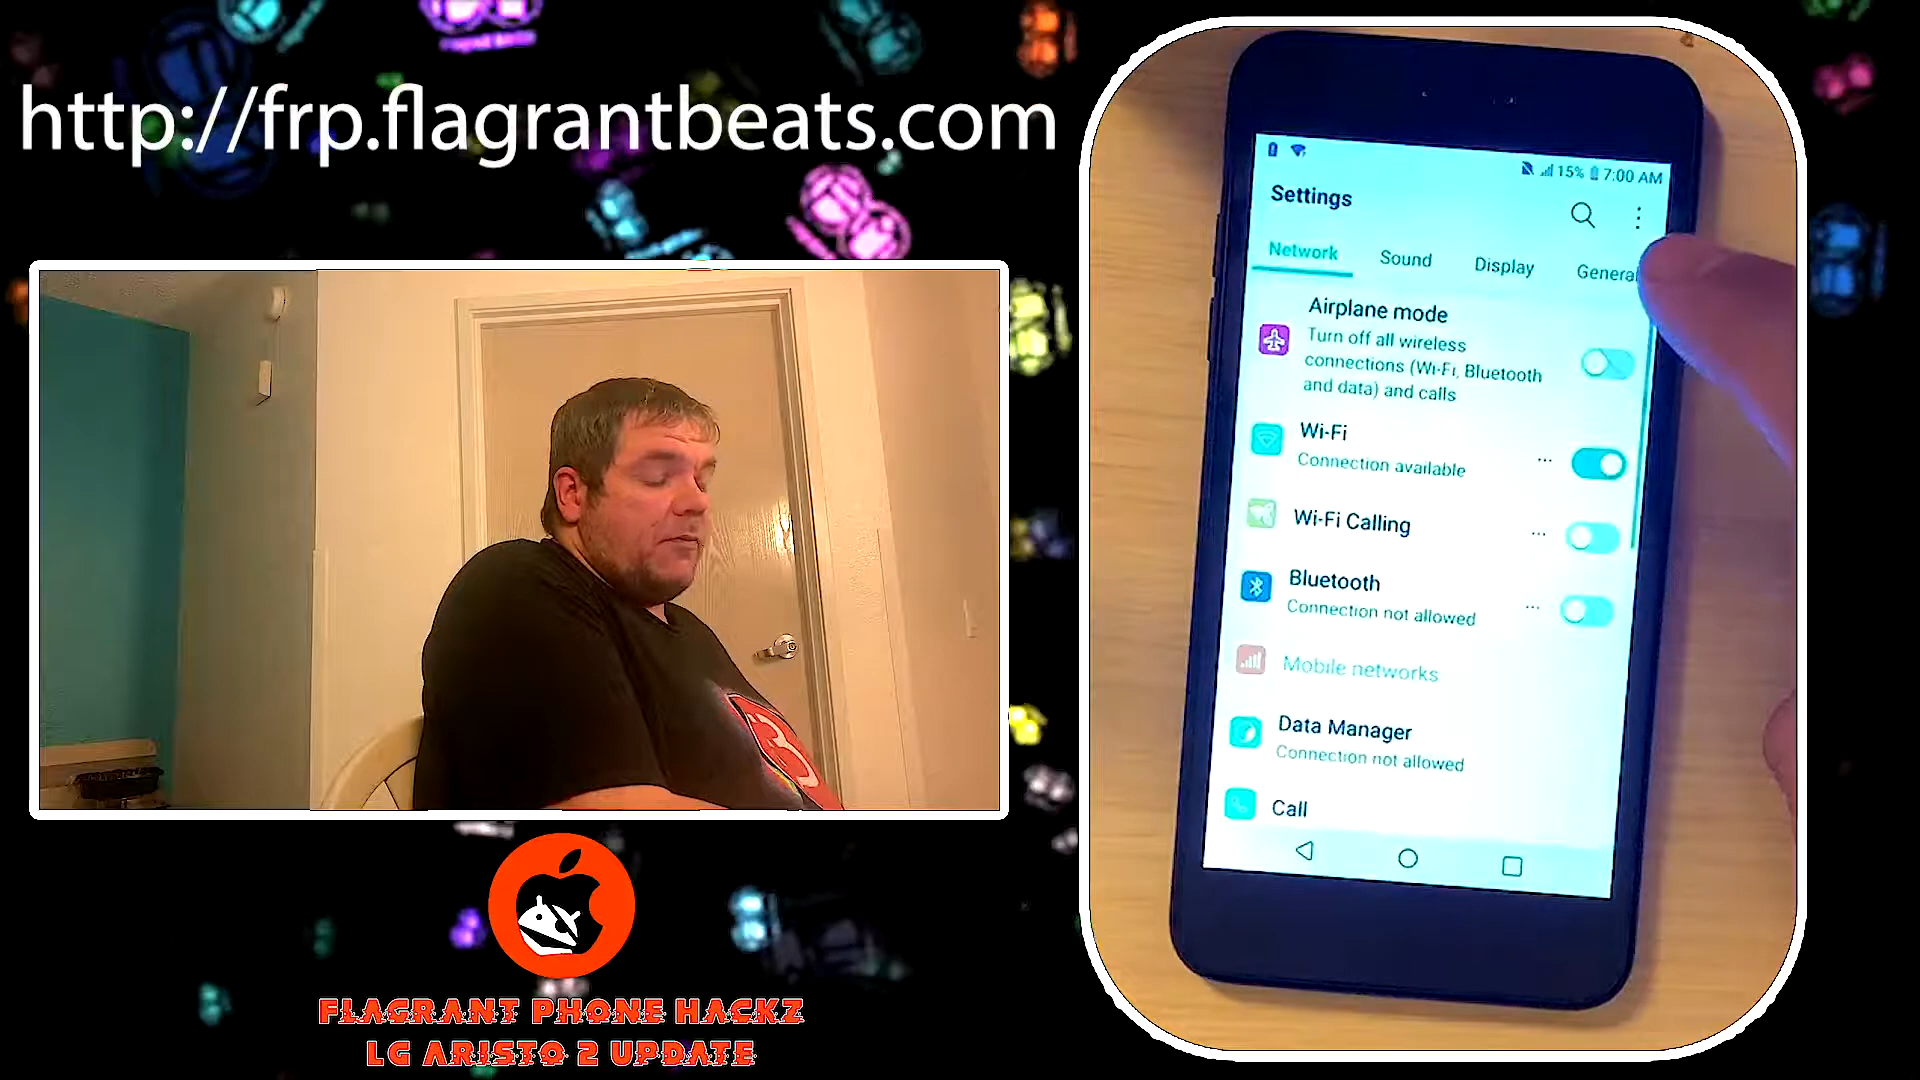 http://frp.flagrantbeats.com
15% 7:00 AM
Settings
Network Sound Display General
Airplane mode
Turn off all wireless
connections (Wi-Fi, Bluetooth
and data) and calls
Wi-Fi
Connection available
Wi-Fi Calling
Bluetooth
Connection not allowed
Mobile networks
Data Manager
Connection not allowed
Call
FLAGRANT PHONE HACKZ
LG ARISTO 2 UPDATE